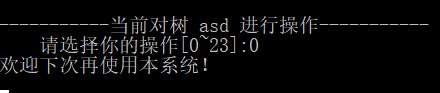 -----------当前对树 asd 进行操作-----------
请选择你的操作[0~23]:0
欢迎下次再使用本系统!